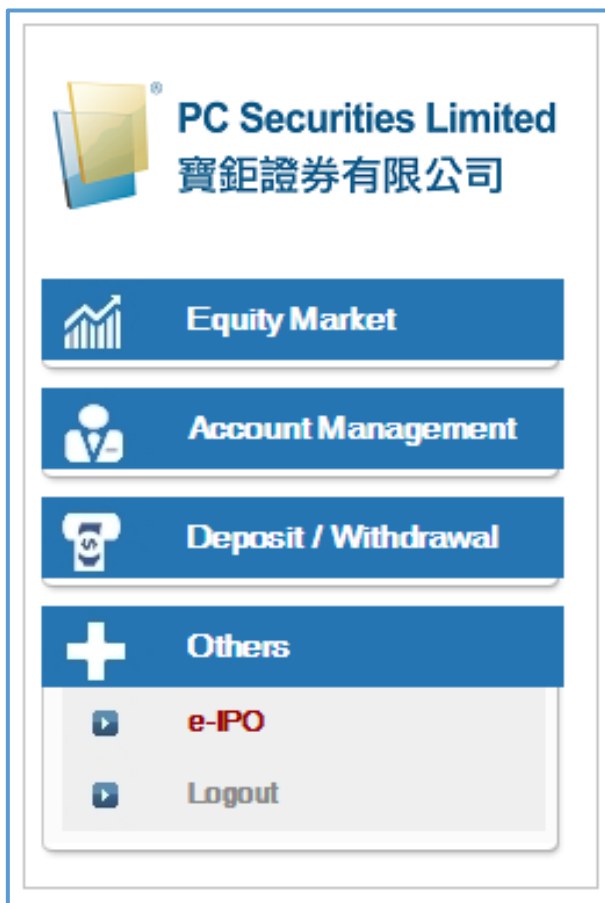 ®
PC Securities Limited
寶鉅證券有限公司
Equity Market
Account Management
Deposit / Withdrawal
Others
e-IPO
Logout